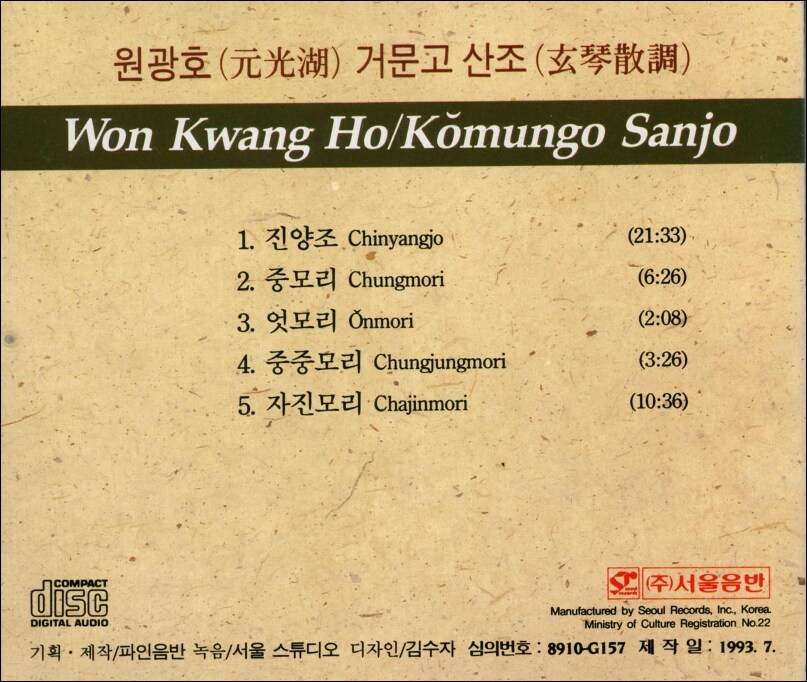 원광호(元光湖) 거문고 산조(玄琴散調)
Won Kwang Ho/Kŏmungo Sanjo
1. 진양조 Chinyangjo (21:33)
2. 중모리 Chungmori (6:26)
3. 엇모리 Ŏnmori (2:08)
4. 중중모리 Chungjungmori (3:26)
5. 자진모리 Chajinmori (10:36)
COMPACT
disc
DIGITAL AUDIO
(주)서울음반
Manufactured by Seoul Records, Inc., Korea.
Ministry of Culture Registration No.22
기획·제작/파인음반 녹음/서울 스튜디오 디자인/김수자 심의번호 : 8910-G157 제작일 : 1993. 7.